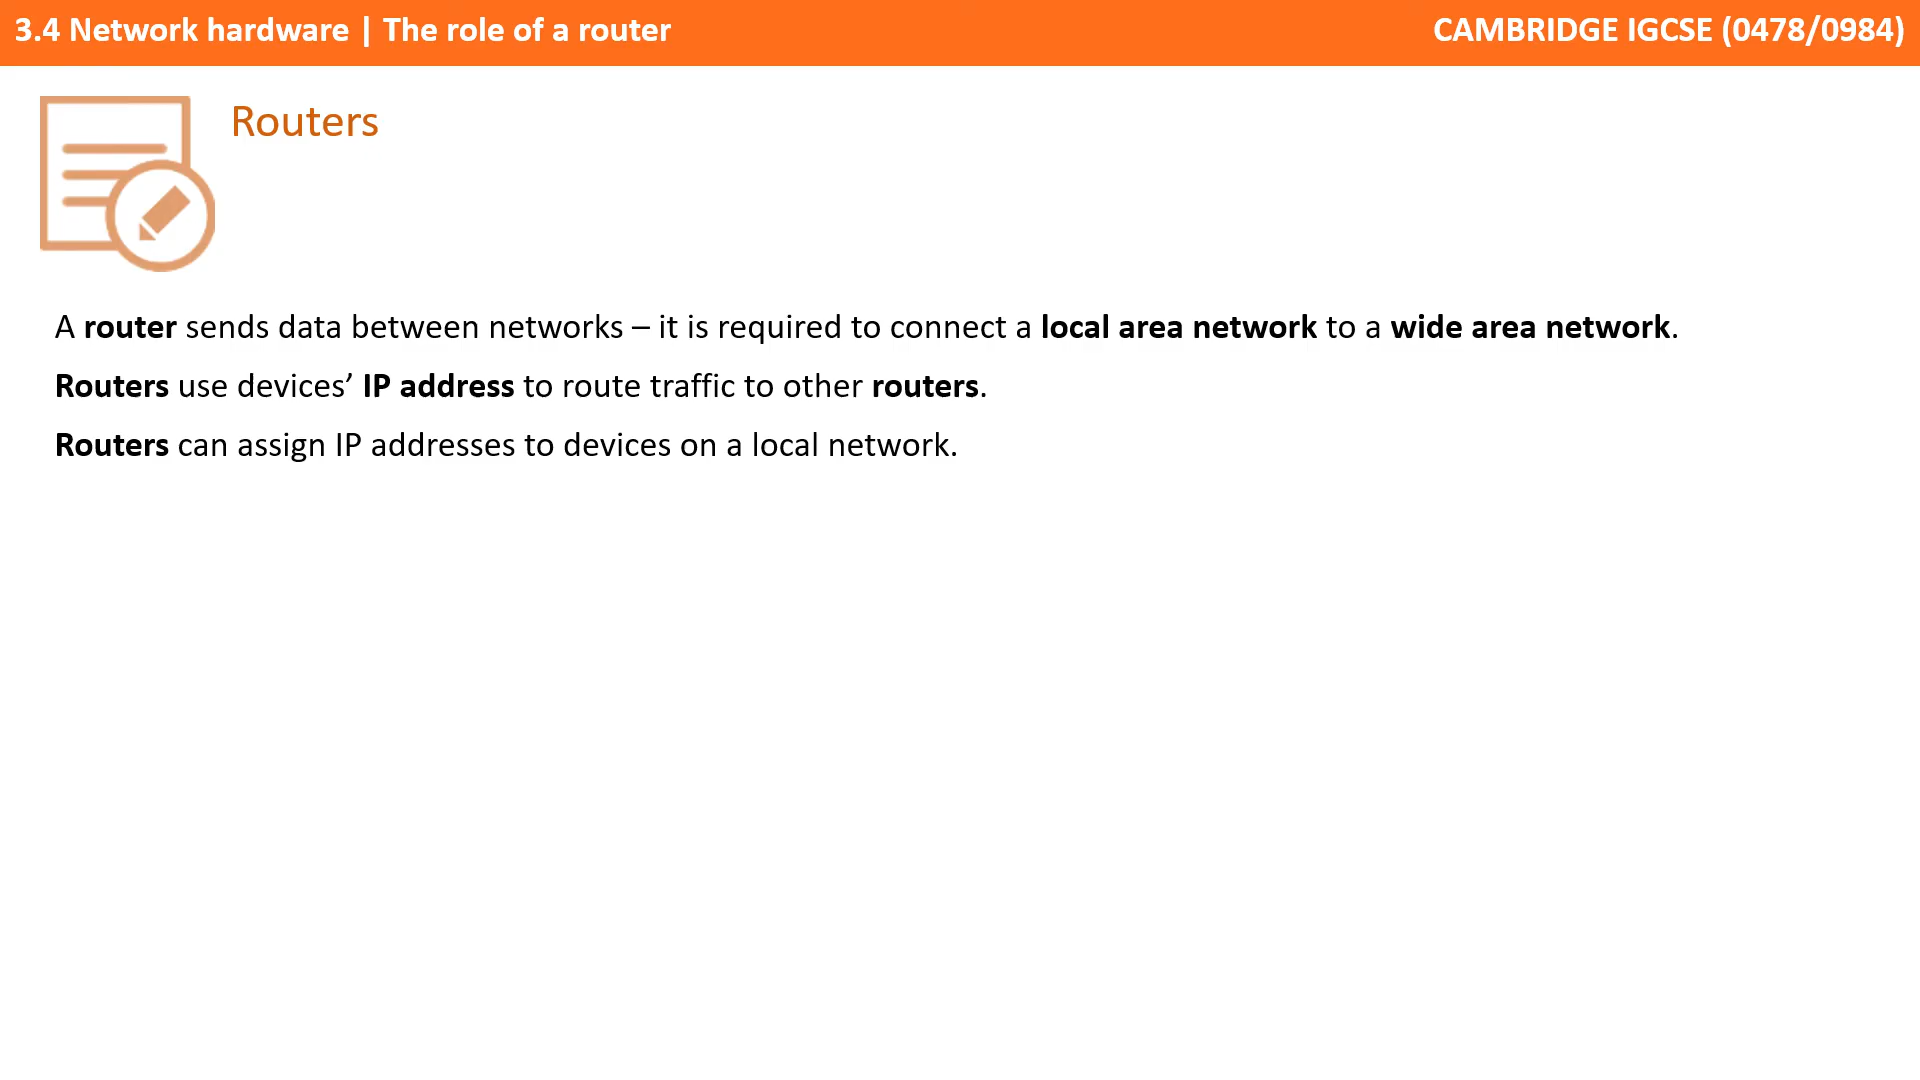 3.4 Network hardware | The role of a router
CAMBRIDGE IGCSE (0478/0984)
Routers
A router sends data between networks – it is required to connect a local area network to a wide area network.
Routers use devices’ IP address to route traffic to other routers.
Routers can assign IP addresses to devices on a local network.